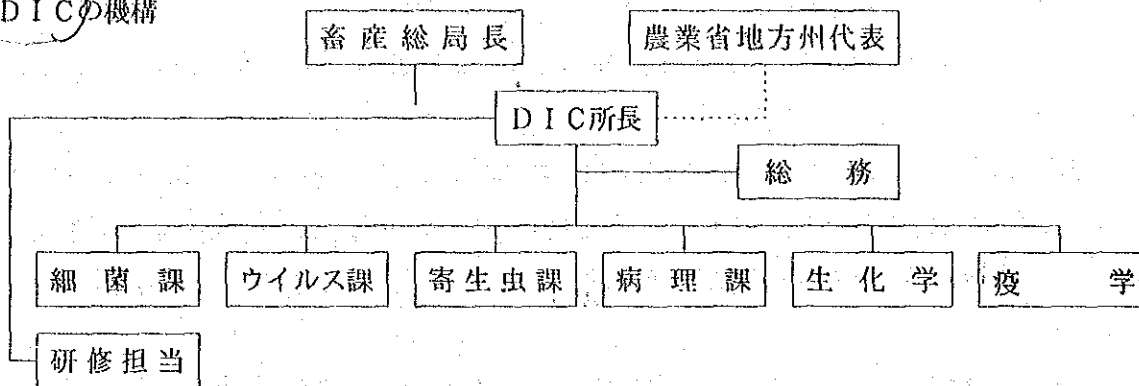 DICの機構
畜産総局長
農業省地方州代表
DIC所長
総務
細菌課
ウイルス課
寄生虫課
病理課
生化学
疫学
研修担当